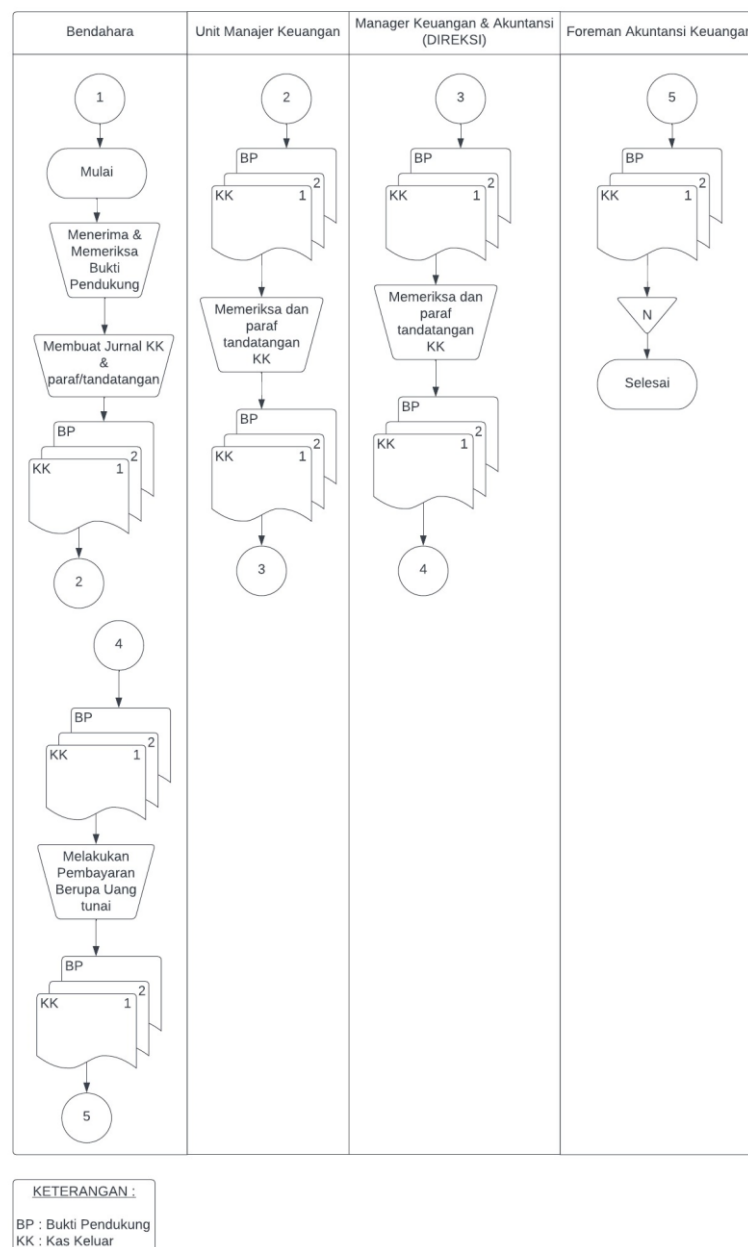 Bendahara
Unit Manajer Keuangan
Manager Keuangan & Akuntansi
(DIREKSI)
Foreman Akuntansi Keuangan
1
Mulai
Menerima &
Memeriksa
Bukti
Pendukung
Membuat Jurnal KK
&
paraf/tandatangan
BP
2
KK 1
2
4
BP
2
KK 1
Melakukan
Pembayaran
Berupa Uang
tunai
BP
2
KK 1
5
2
BP
2
KK 1
Memeriksa dan
paraf
tandatangan
KK
BP
2
KK 1
3
3
BP
2
KK 1
Memeriksa dan
paraf
tandatangan
KK
BP
2
KK 1
4
5
BP
2
KK 1
N
Selesai
KETERANGAN :
BP : Bukti Pendukung
KK : Kas Keluar